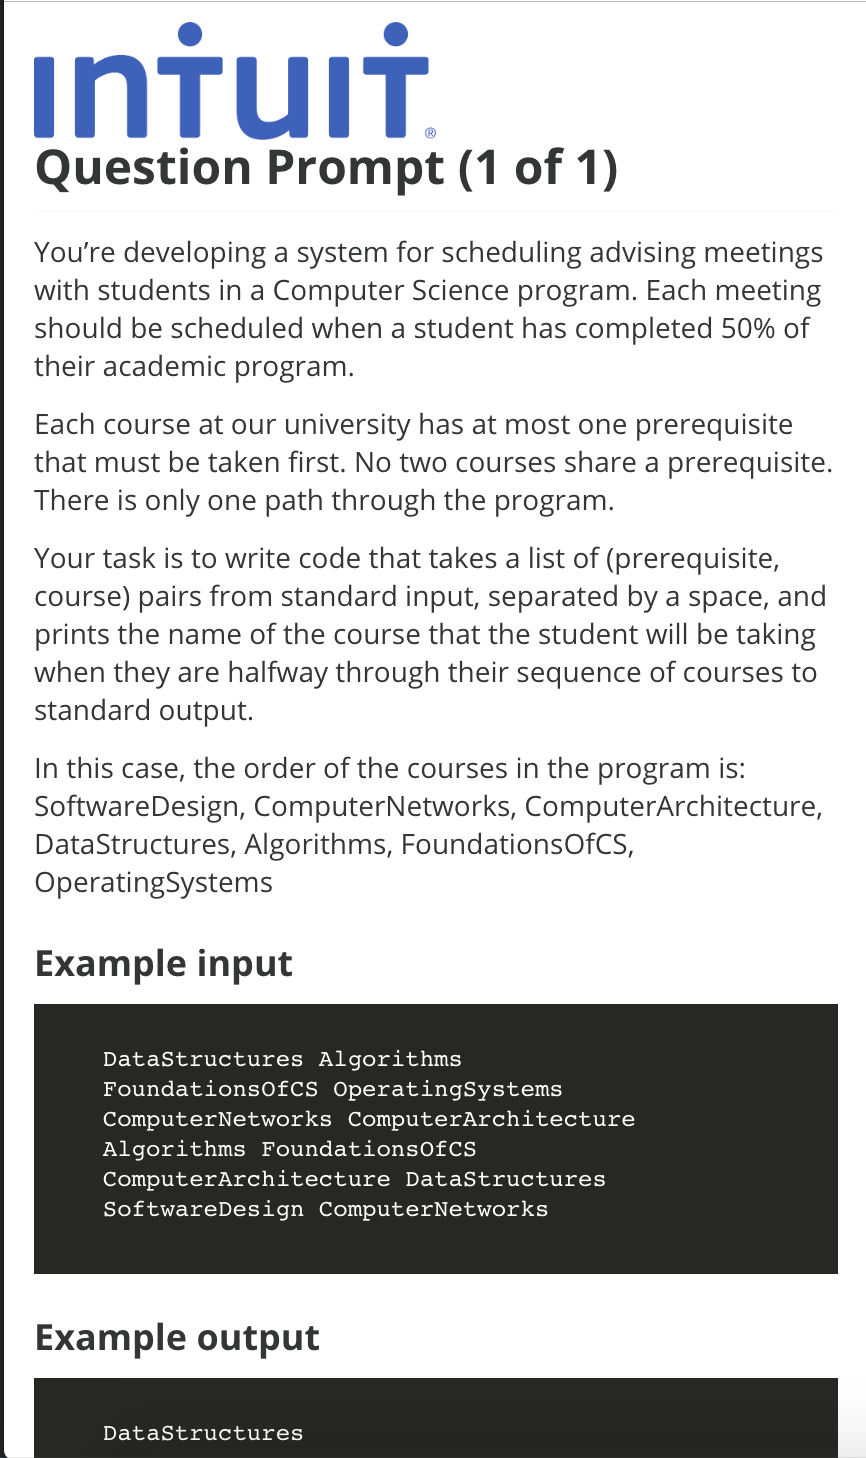 INTUIT®
Question Prompt (1 of 1)
You’re developing a system for scheduling advising meetings
with students in a Computer Science program. Each meeting
should be scheduled when a student has completed 50% of
their academic program.
Each course at our university has at most one prerequisite
that must be taken first. No two courses share a prerequisite.
There is only one path through the program.
Your task is to write code that takes a list of (prerequisite,
course) pairs from standard input, separated by a space, and
prints the name of the course that the student will be taking
when they are halfway through their sequence of courses to
standard output.
In this case, the order of the courses in the program is:
SoftwareDesign, ComputerNetworks, ComputerArchitecture,
DataStructures, Algorithms, FoundationsOfCS,
OperatingSystems
Example input
DataStructures Algorithms
FoundationsOfCS OperatingSystems
ComputerNetworks ComputerArchitecture
Algorithms FoundationsOfCS
ComputerArchitecture DataStructures
SoftwareDesign ComputerNetworks
Example output
DataStructures